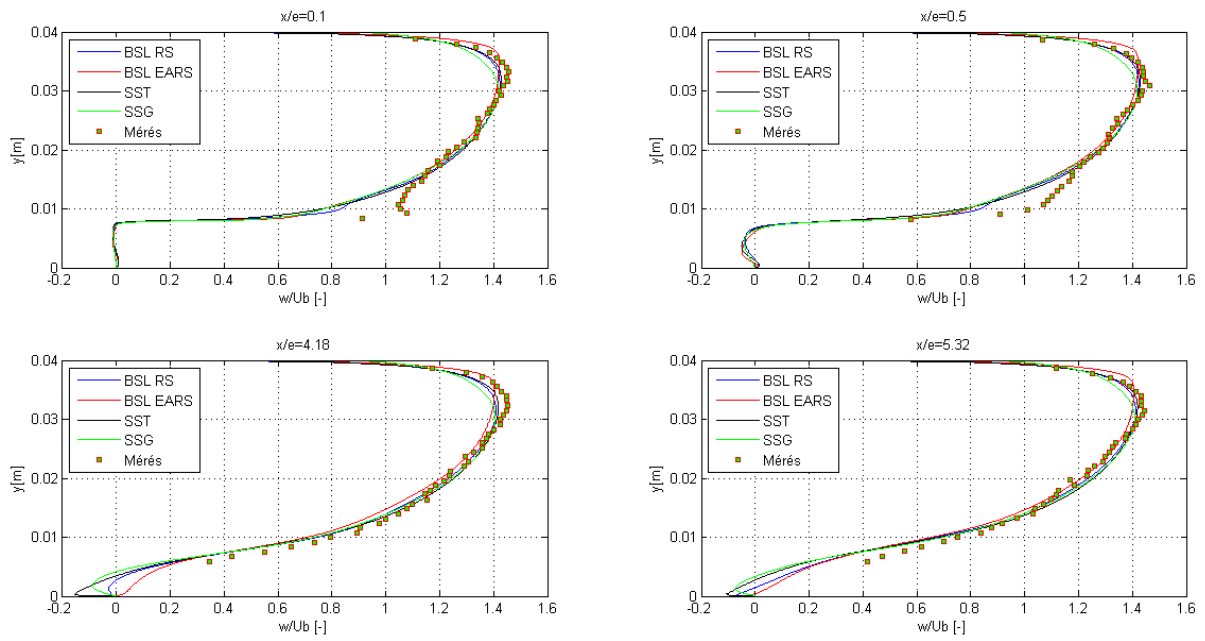 x/e=0.1
0.04
0.03
0.02
0.01
0
y[m]
BSL RS
BSL EARS
SST
SSG
Mérés
-0.2 0 0.2 0.4 0.6 0.8 1 1.2 1.4 1.6
w/Ub [-]
x/e=0.5
0.04
0.03
0.02
0.01
0
y[m]
BSL RS
BSL EARS
SST
SSG
Mérés
-0.2 0 0.2 0.4 0.6 0.8 1 1.2 1.4 1.6
w/Ub [-]
x/e=4.18
0.04
0.03
0.02
0.01
0
y[m]
BSL RS
BSL EARS
SST
SSG
Mérés
-0.2 0 0.2 0.4 0.6 0.8 1 1.2 1.4 1.6
w/Ub [-]
x/e=5.32
0.04
0.03
0.02
0.01
0
y[m]
BSL RS
BSL EARS
SST
SSG
Mérés
-0.2 0 0.2 0.4 0.6 0.8 1 1.2 1.4 1.6
w/Ub [-]